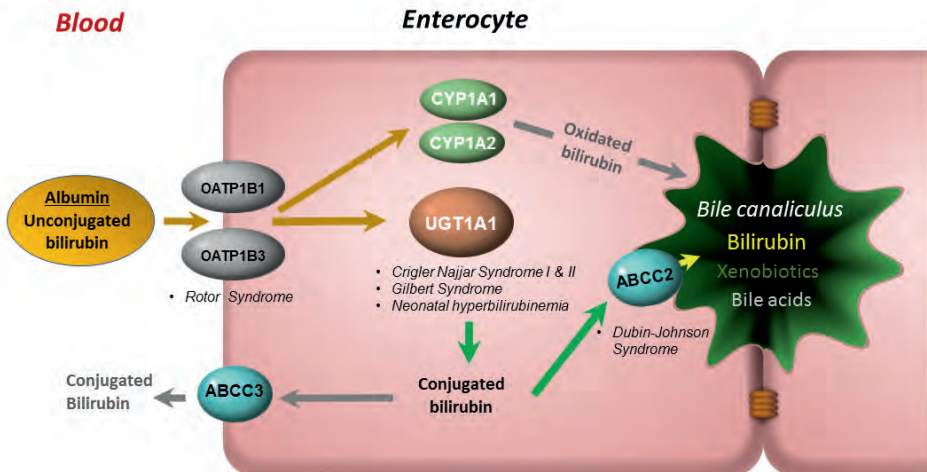 Blood
Enterocyte
CYP1A1
CYP1A2
Oxidated
bilirubin
Albumin
Unconjugated
bilirubin
OATP1B1
OATP1B3
• Rotor Syndrome
UGT1A1
• Crigler Najjar Syndrome I & II
• Gilbert Syndrome
• Neonatal hyperbilirubinemia
Bile canaliculus
Bilirubin
Xenobiotics
Bile acids
ABCC2
• Dubin-Johnson
Syndrome
Conjugated
Bilirubin
ABCC3
Conjugated
bilirubin